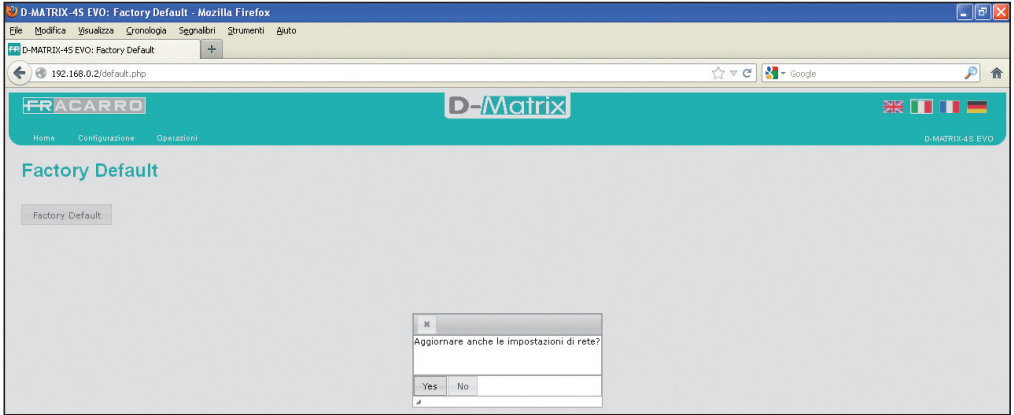 D-MATRIX-4S EVO: Factory Default - Mozilla Firefox
File Modifica Visualizza Cronologia Segnalibri Strumenti Aiuto
FR D-MATRIX-4S EVO: Factory Default +
192.168.0.2/default.php Google
FRACARRO D-Matrix
Home Configurazione Operazioni D-MATRIX-4S EVO
Factory Default
Factory Default
Aggiornare anche le impostazioni di rete?
Yes No